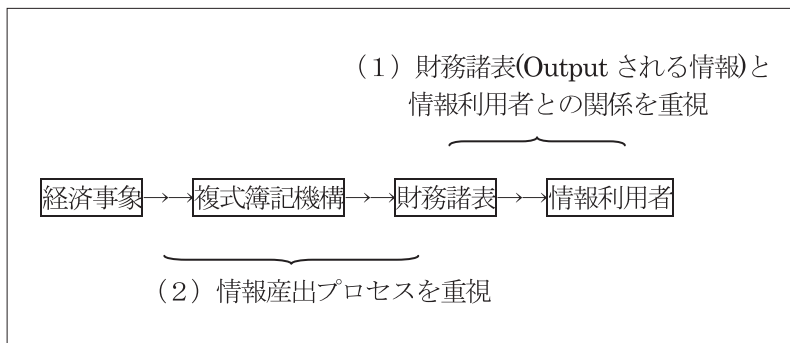 （１）財務諸表(Output される情報)と
情報利用者との関係を重視
経済事象→→複式簿記機構→→財務諸表→→情報利用者
（２）情報産出プロセスを重視